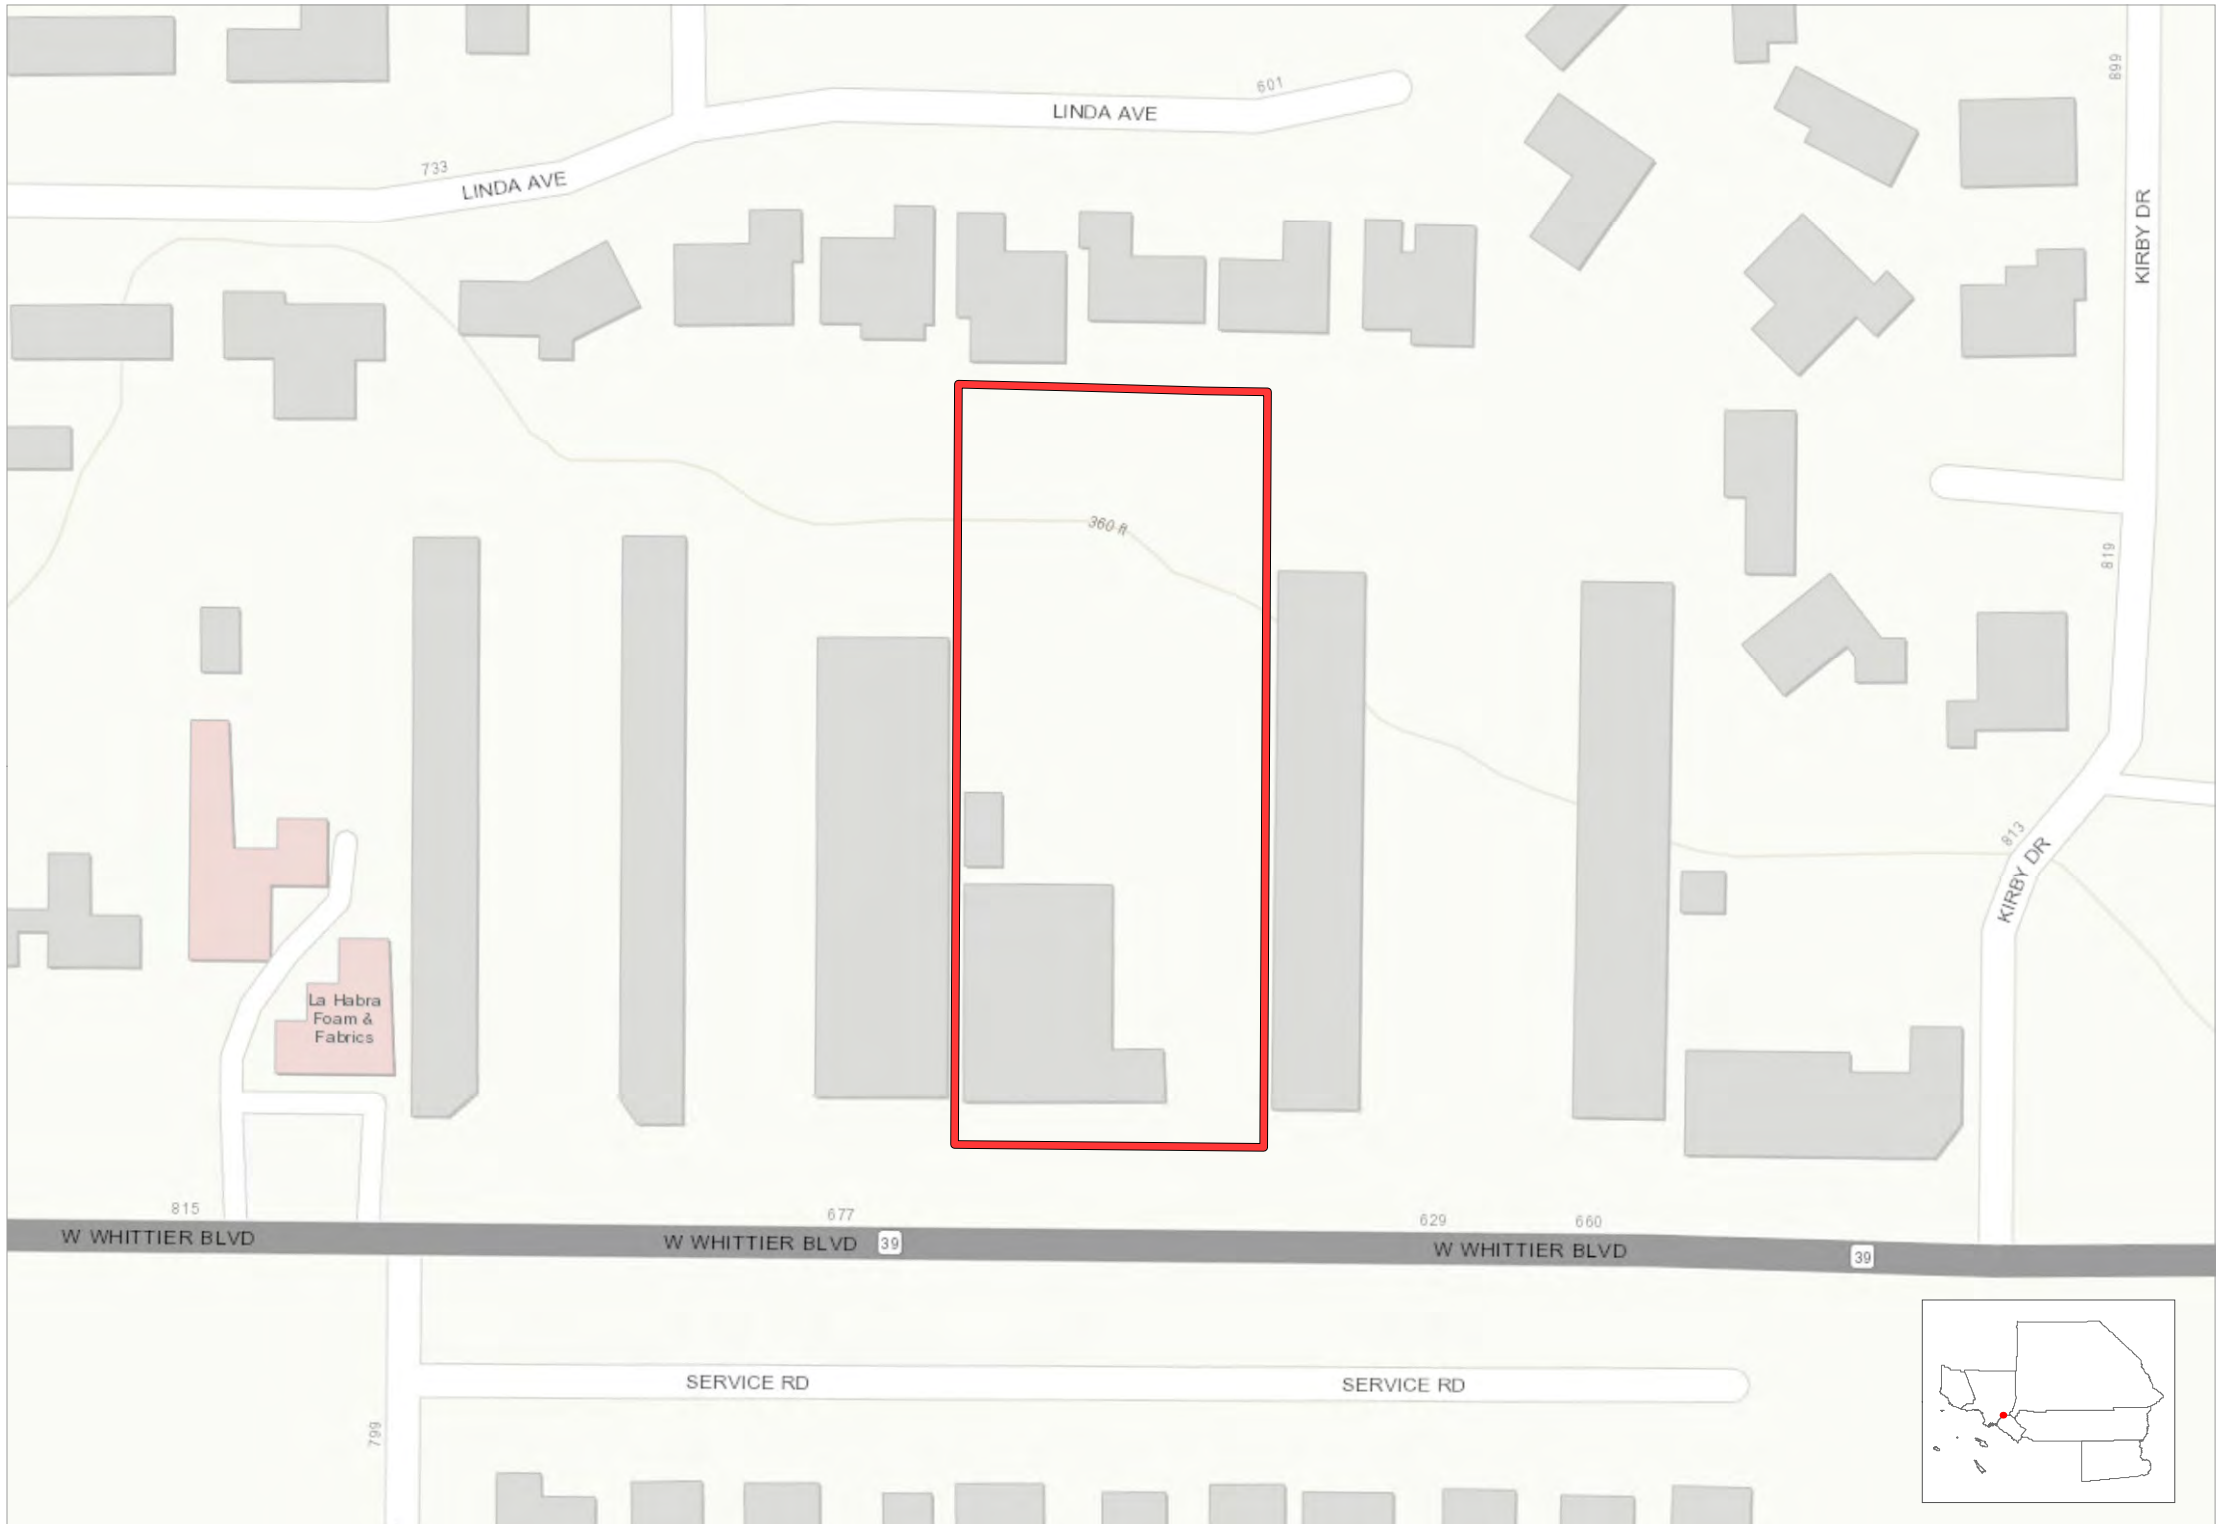 899
601
LINDA AVE
733
LINDA AVE
KIRBY DR
360 ft
819
813
KIRBY DR
La Habra
Foam &
Fabrics
815
677
629
660
W WHITTIER BLVD
W WHITTIER BLVD
39
W WHITTIER BLVD
39
SERVICE RD
SERVICE RD
799